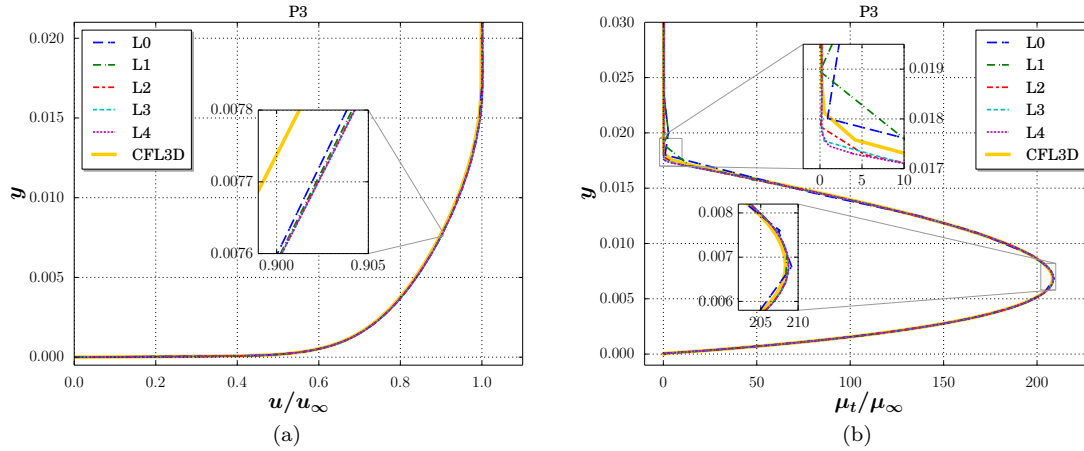 P3
0.020
0.015
0.010
0.005
0.000
y
L0
L1
L2
L3
L4
CFL3D
0.0078
0.0077
0.0076
0.900
0.905
0.0
0.2
0.4
0.6
0.8
1.0
u/u∞
(a)
P3
0.030
0.025
0.020
0.015
0.010
0.005
0.000
y
0.019
0.018
0.017
0
5
10
L0
L1
L2
L3
L4
CFL3D
0.008
0.007
0.006
205
210
0
50
100
150
200
μt/μ∞
(b)